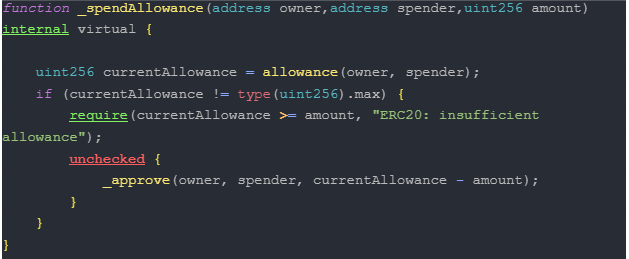 function _spendAllowance(address owner,address spender,uint256 amount)
internal virtual {
uint256 currentAllowance = allowance(owner, spender);
if (currentAllowance != type(uint256).max) {
require(currentAllowance >= amount, "ERC20: insufficient
allowance");
unchecked {
_approve(owner, spender, currentAllowance - amount);
}
}
}